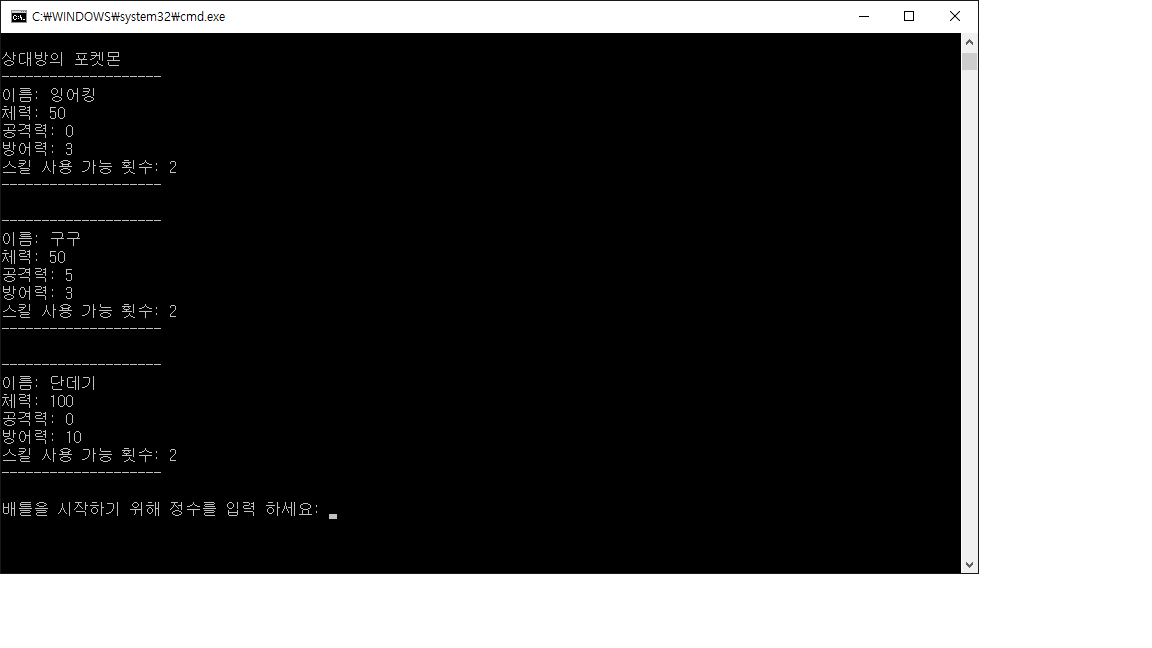 C:₩WINDOWS₩system32₩cmd.exe
상대방의 포켓몬
--------------------
이름: 잉어킹
체력: 50
공격력: 0
방어력: 3
스킬 사용 가능 횟수: 2
--------------------
--------------------
이름: 구구
체력: 50
공격력: 5
방어력: 3
스킬 사용 가능 횟수: 2
--------------------
--------------------
이름: 단데기
체력: 100
공격력: 0
방어력: 10
스킬 사용 가능 횟수: 2
--------------------
배틀을 시작하기 위해 정수를 입력 하세요: